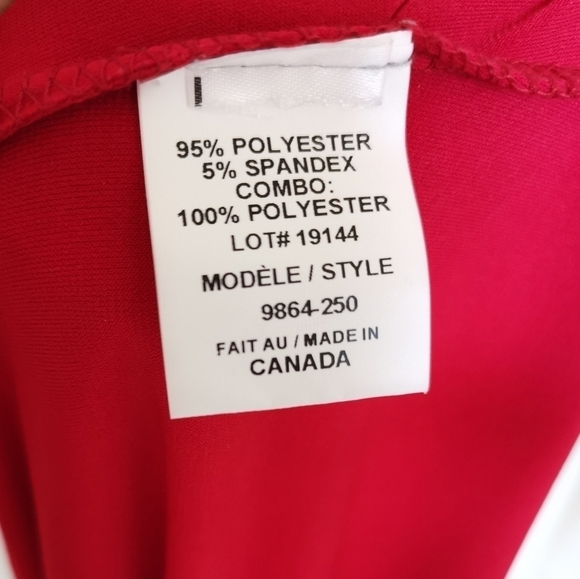 95% POLYESTER
5% SPANDEX
COMBO:
100% POLYESTER
LOT# 19144
MODÈLE / STYLE
9864-250
FAIT AU / MADE IN
CANADA